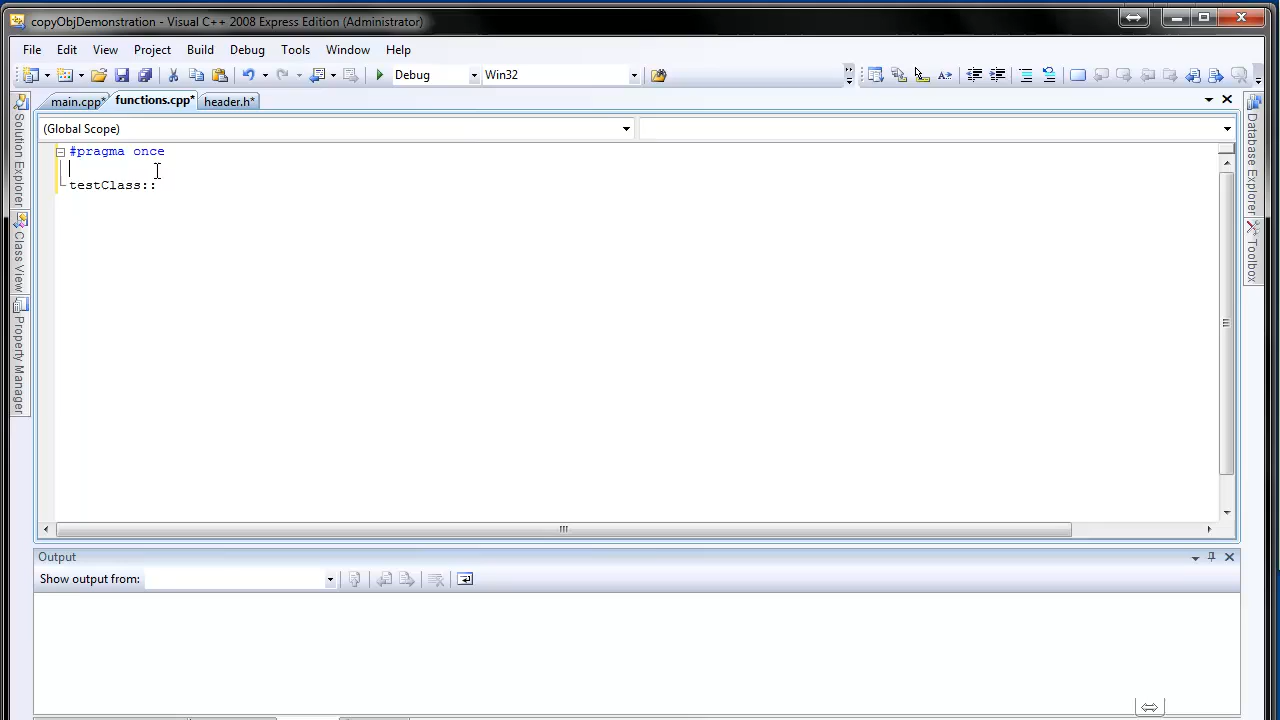 copyObjDemonstration - Visual C++ 2008 Express Edition (Administrator)
File Edit View Project Build Debug Tools Window Help
Debug Win32
main.cpp* functions.cpp* header.h*
(Global Scope)
#pragma once
testClass::
Solution Explorer
Class View
Property Manager
Database Explorer
Toolbox
Output
Show output from: